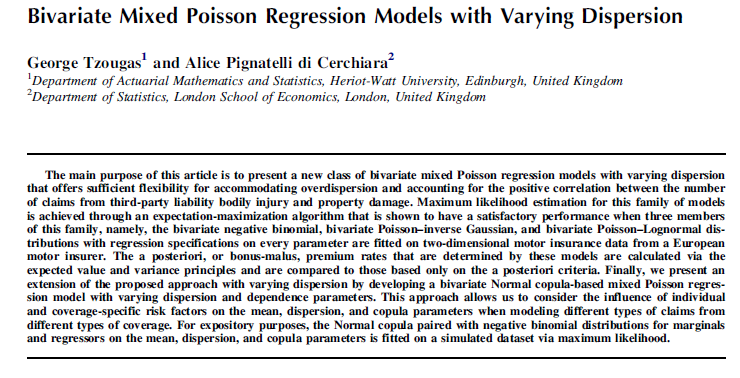 Bivariate Mixed Poisson Regression Models with Varying Dispersion
George Tzougas1 and Alice Pignatelli di Cerchiara2
1Department of Actuarial Mathematics and Statistics, Heriot-Watt University, Edinburgh, United Kingdom
2Department of Statistics, London School of Economics, London, United Kingdom
The main purpose of this article is to present a new class of bivariate mixed Poisson regression models with varying dispersion
that offers sufficient flexibility for accommodating overdispersion and accounting for the positive correlation between the number
of claims from third-party liability bodily injury and property damage. Maximum likelihood estimation for this family of models
is achieved through an expectation-maximization algorithm that is shown to have a satisfactory performance when three members
of this family, namely, the bivariate negative binomial, bivariate Poisson–inverse Gaussian, and bivariate Poisson–Lognormal dis-
tributions with regression specifications on every parameter are fitted on two-dimensional motor insurance data from a European
motor insurer. The a posteriori, or bonus-malus, premium rates that are determined by these models are calculated via the
expected value and variance principles and are compared to those based only on the a posteriori criteria. Finally, we present an
extension of the proposed approach with varying dispersion by developing a bivariate Normal copula-based mixed Poisson regres-
sion model with varying dispersion and dependence parameters. This approach allows us to consider the influence of individual
and coverage-specific risk factors on the mean, dispersion, and copula parameters when modeling different types of claims from
different types of coverage. For expository purposes, the Normal copula paired with negative binomial distributions for marginals
and regressors on the mean, dispersion, and copula parameters is fitted on a simulated dataset via maximum likelihood.